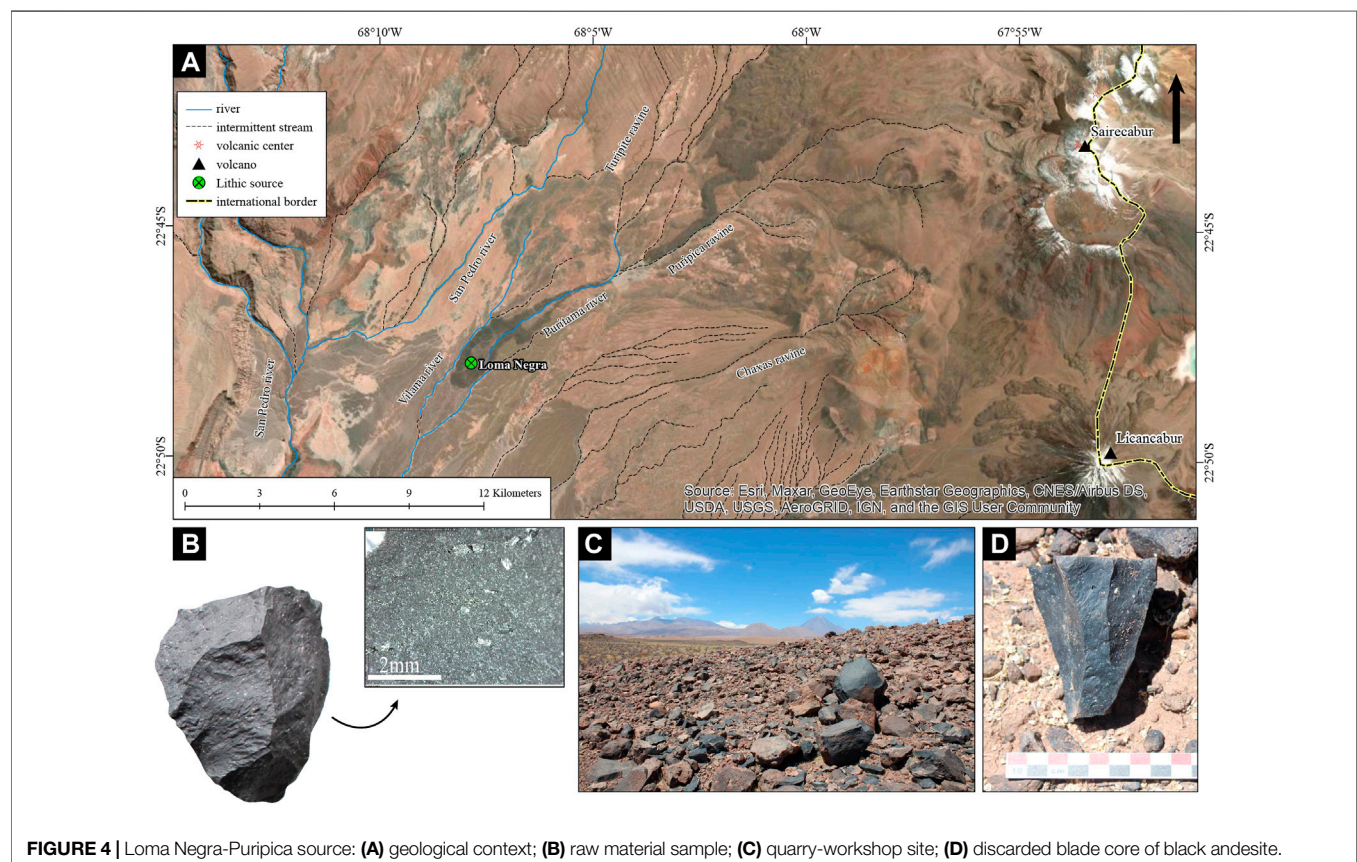 68°10'W 68°5'W 68°W 67°55'W
A
river
intermittent stream
volcanic center
volcano
Lithic source
international border
Turipite ravine
Sairecabur
22°45'S
22°45'S
San Pedro river
Puripica ravine
Puritama river
Loma Negra
Vilama river
Chaxas ravine
San Pedro river
Licancabur
22°50'S
22°50'S
0 3 6 9 12 Kilometers
Source: Esri, Maxar, GeoEye, Earthstar Geographics, CNES/Airbus DS,
USDA, USGS, AeroGRID, IGN, and the GIS User Community
B
2mm
C
D
FIGURE 4 | Loma Negra-Puripica source: (A) geological context; (B) raw material sample; (C) quarry-workshop site; (D) discarded blade core of black andesite.